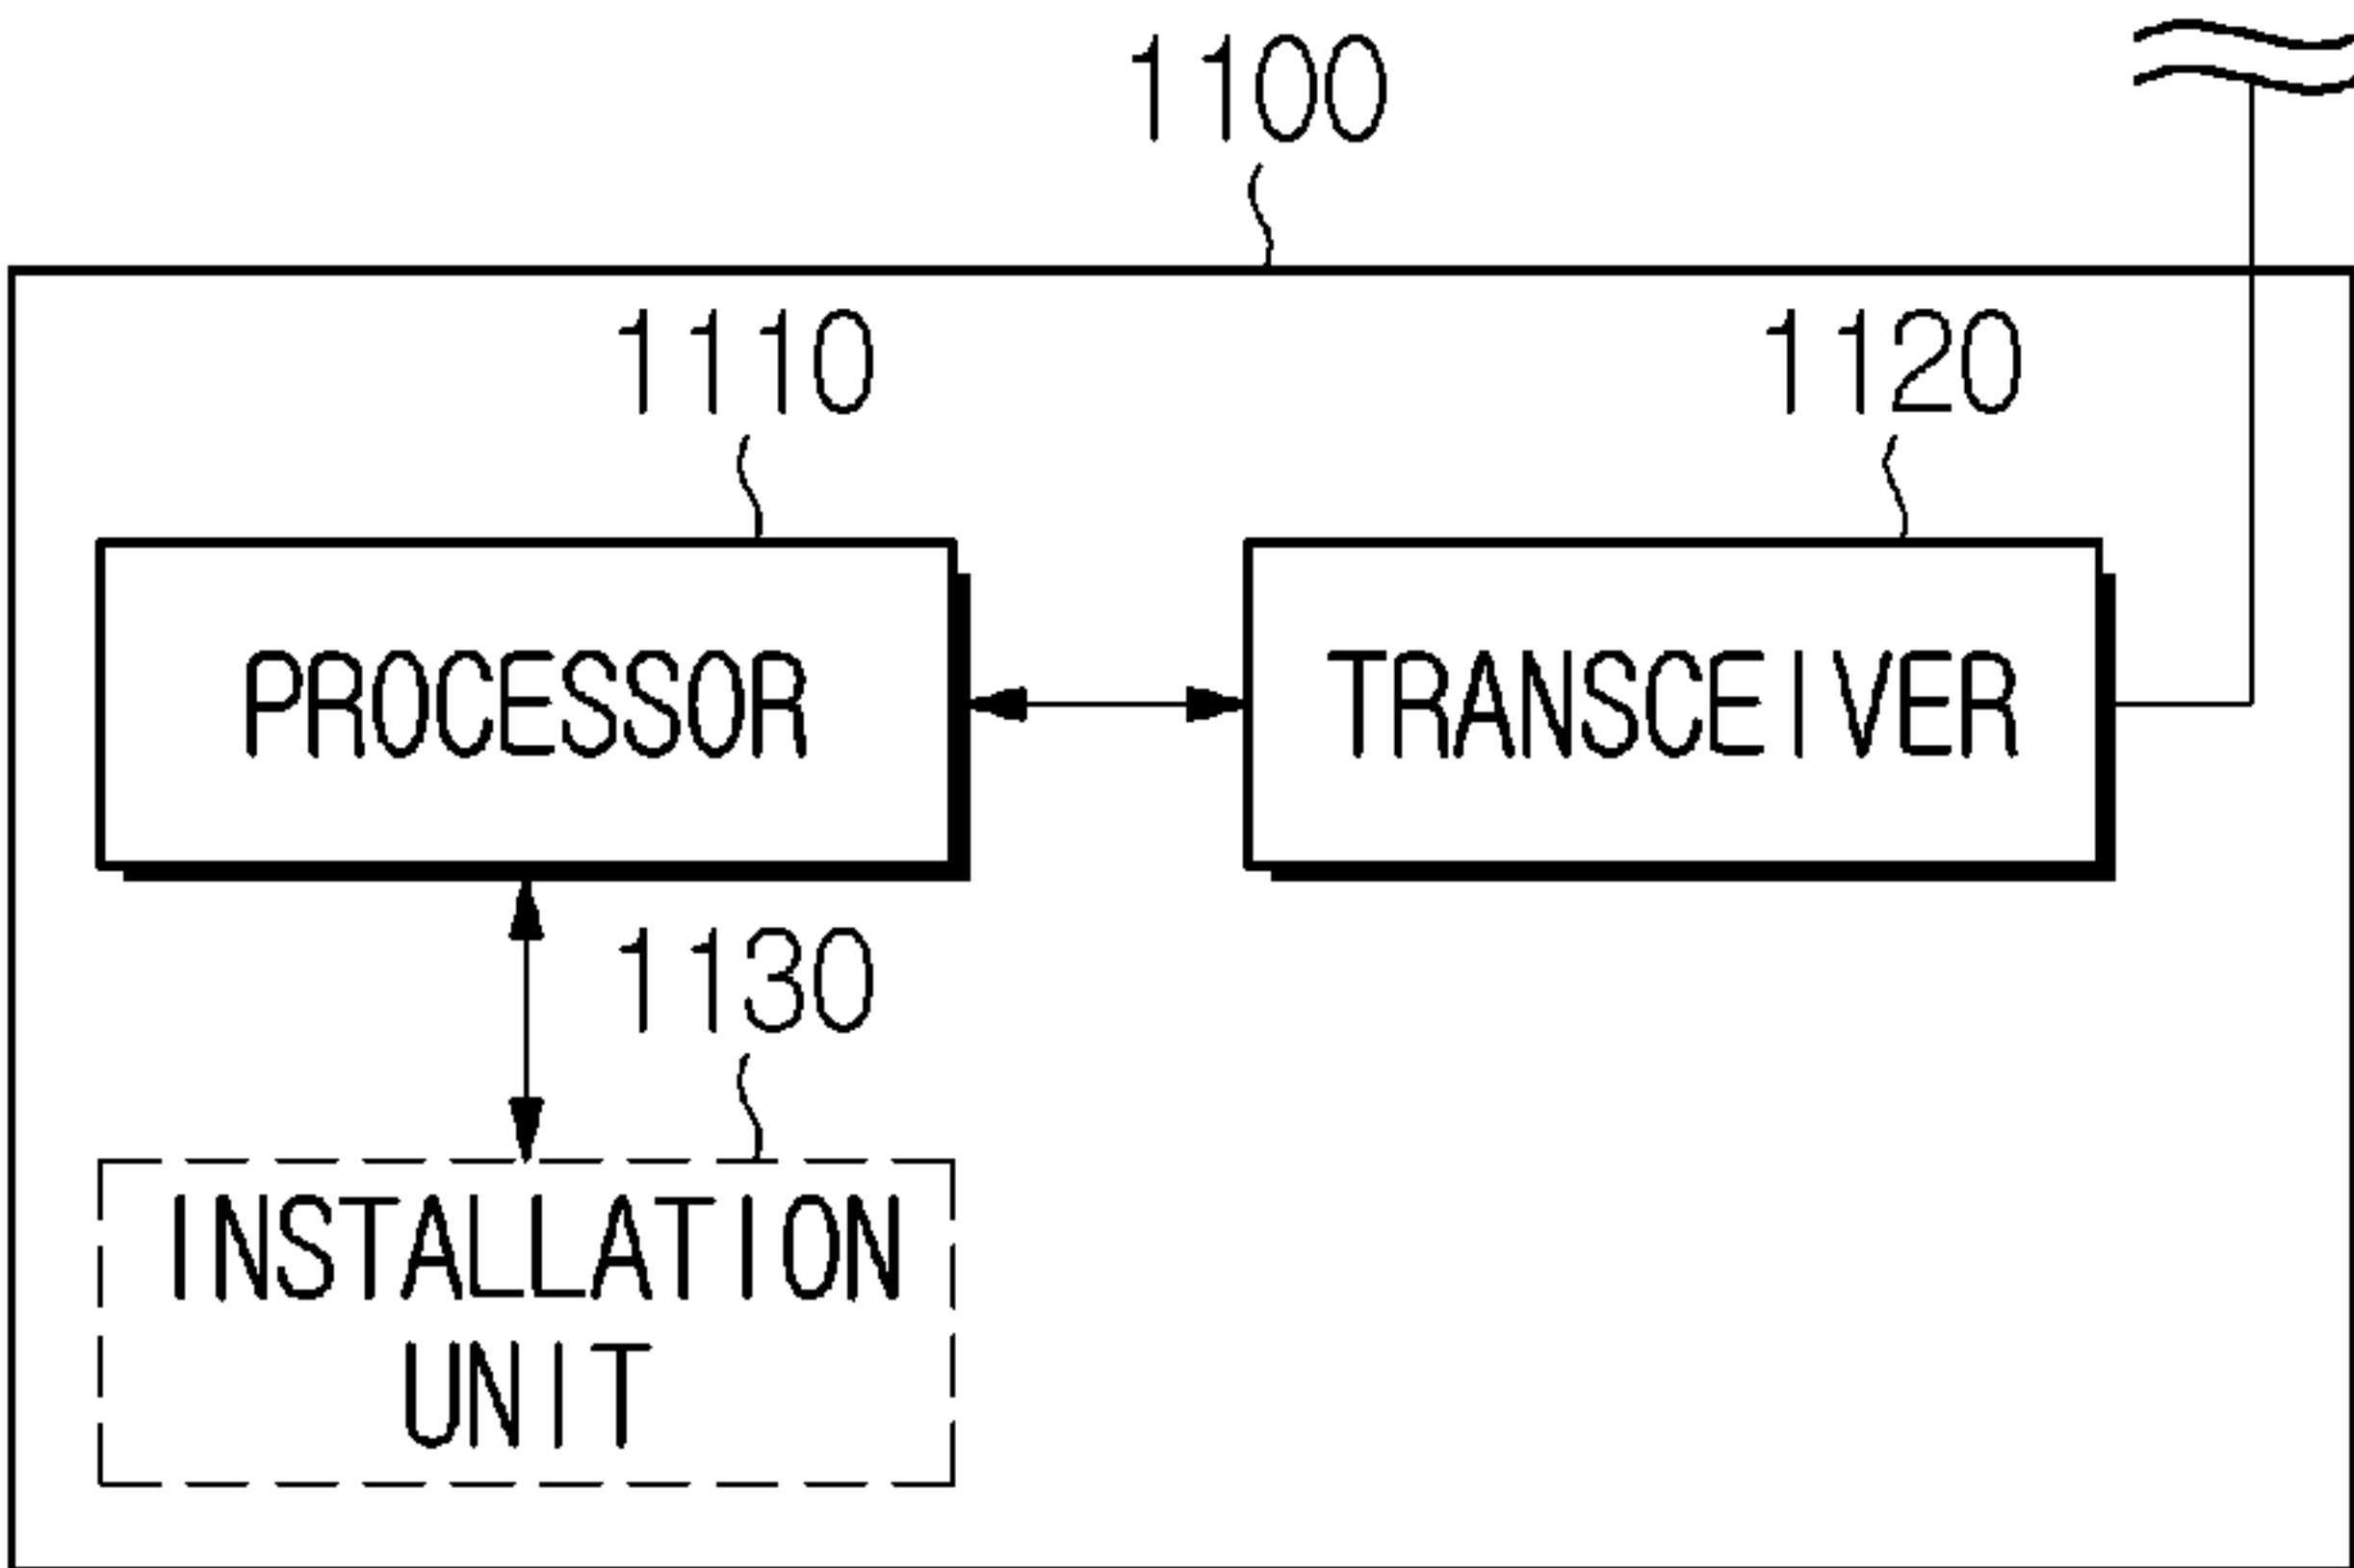 1100
1110
1120
PROCESSOR
TRANSCEIVER
1130
INSTALLATION
UNIT